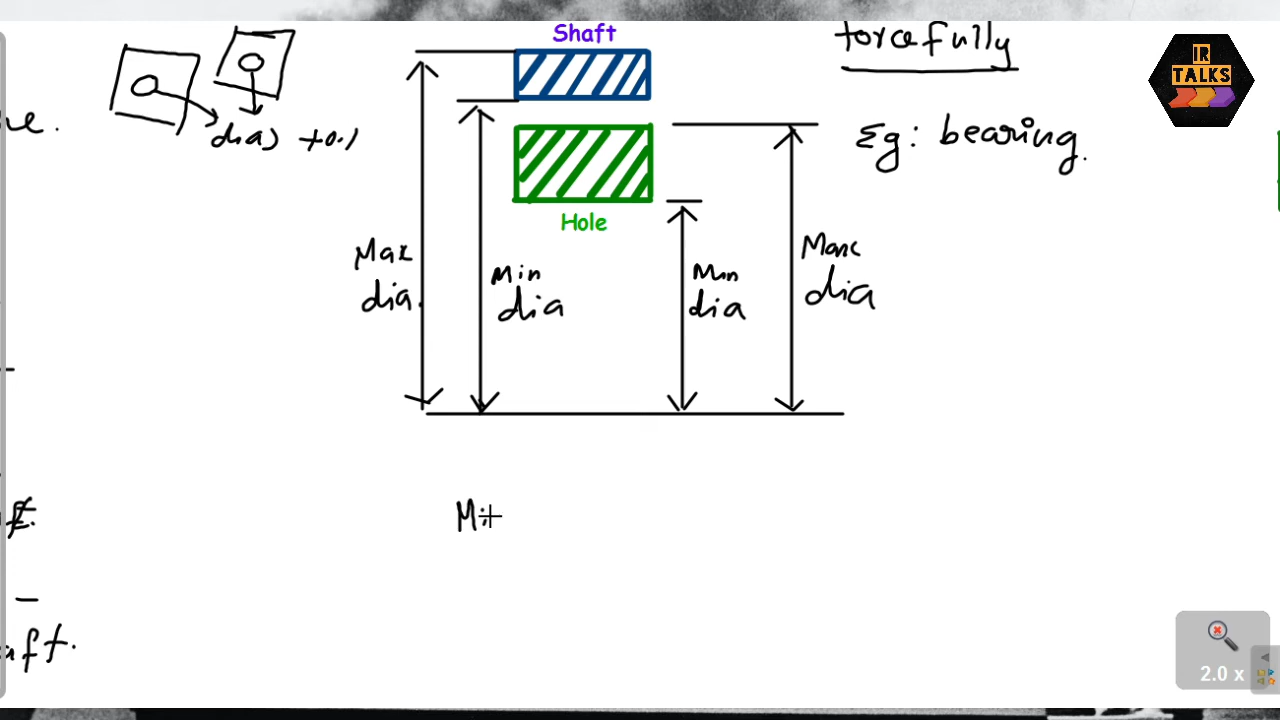 Shaft
forcefully
IR
TALKS
Eg: bearing.
dia) +0.1
Hole
Max
dia.
Min
dia
Min
dia
Max
dia
aft.
2.0 x